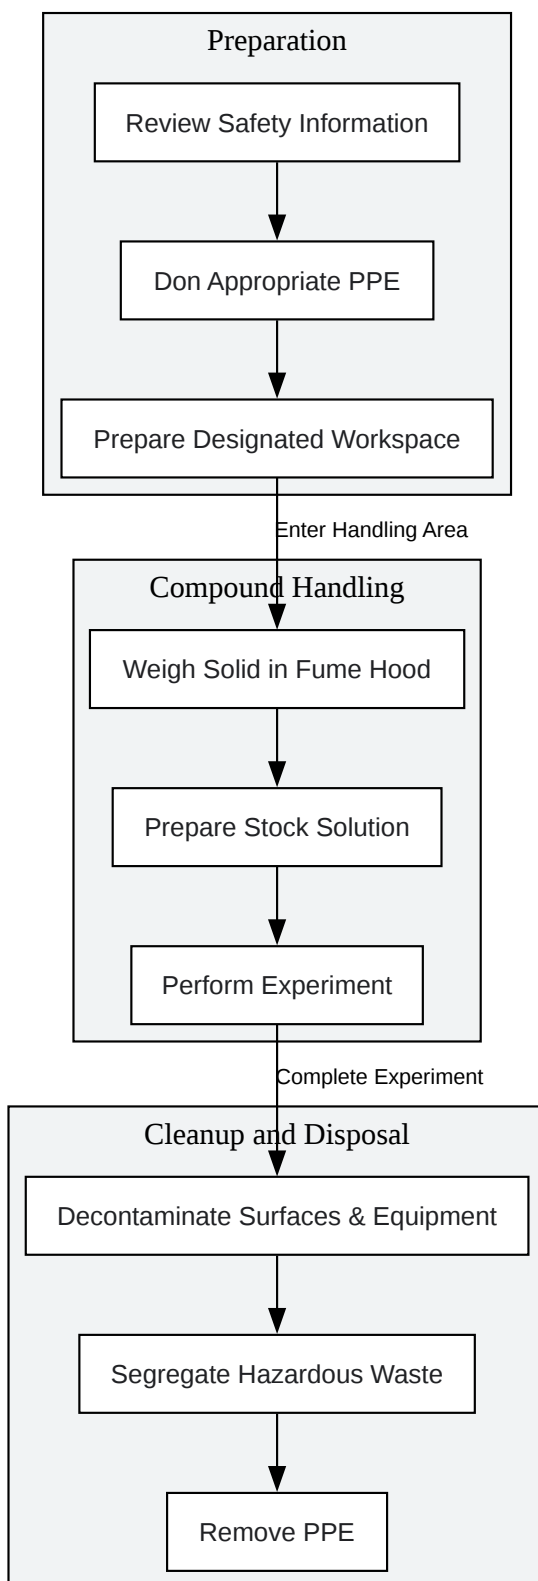 Preparation
Review Safety Information
Don Appropriate PPE
Prepare Designated Workspace
Enter Handling Area
Compound Handling
Weigh Solid in Fume Hood
Prepare Stock Solution
Perform Experiment
Complete Experiment
Cleanup and Disposal
Decontaminate Surfaces & Equipment
Segregate Hazardous Waste
Remove PPE